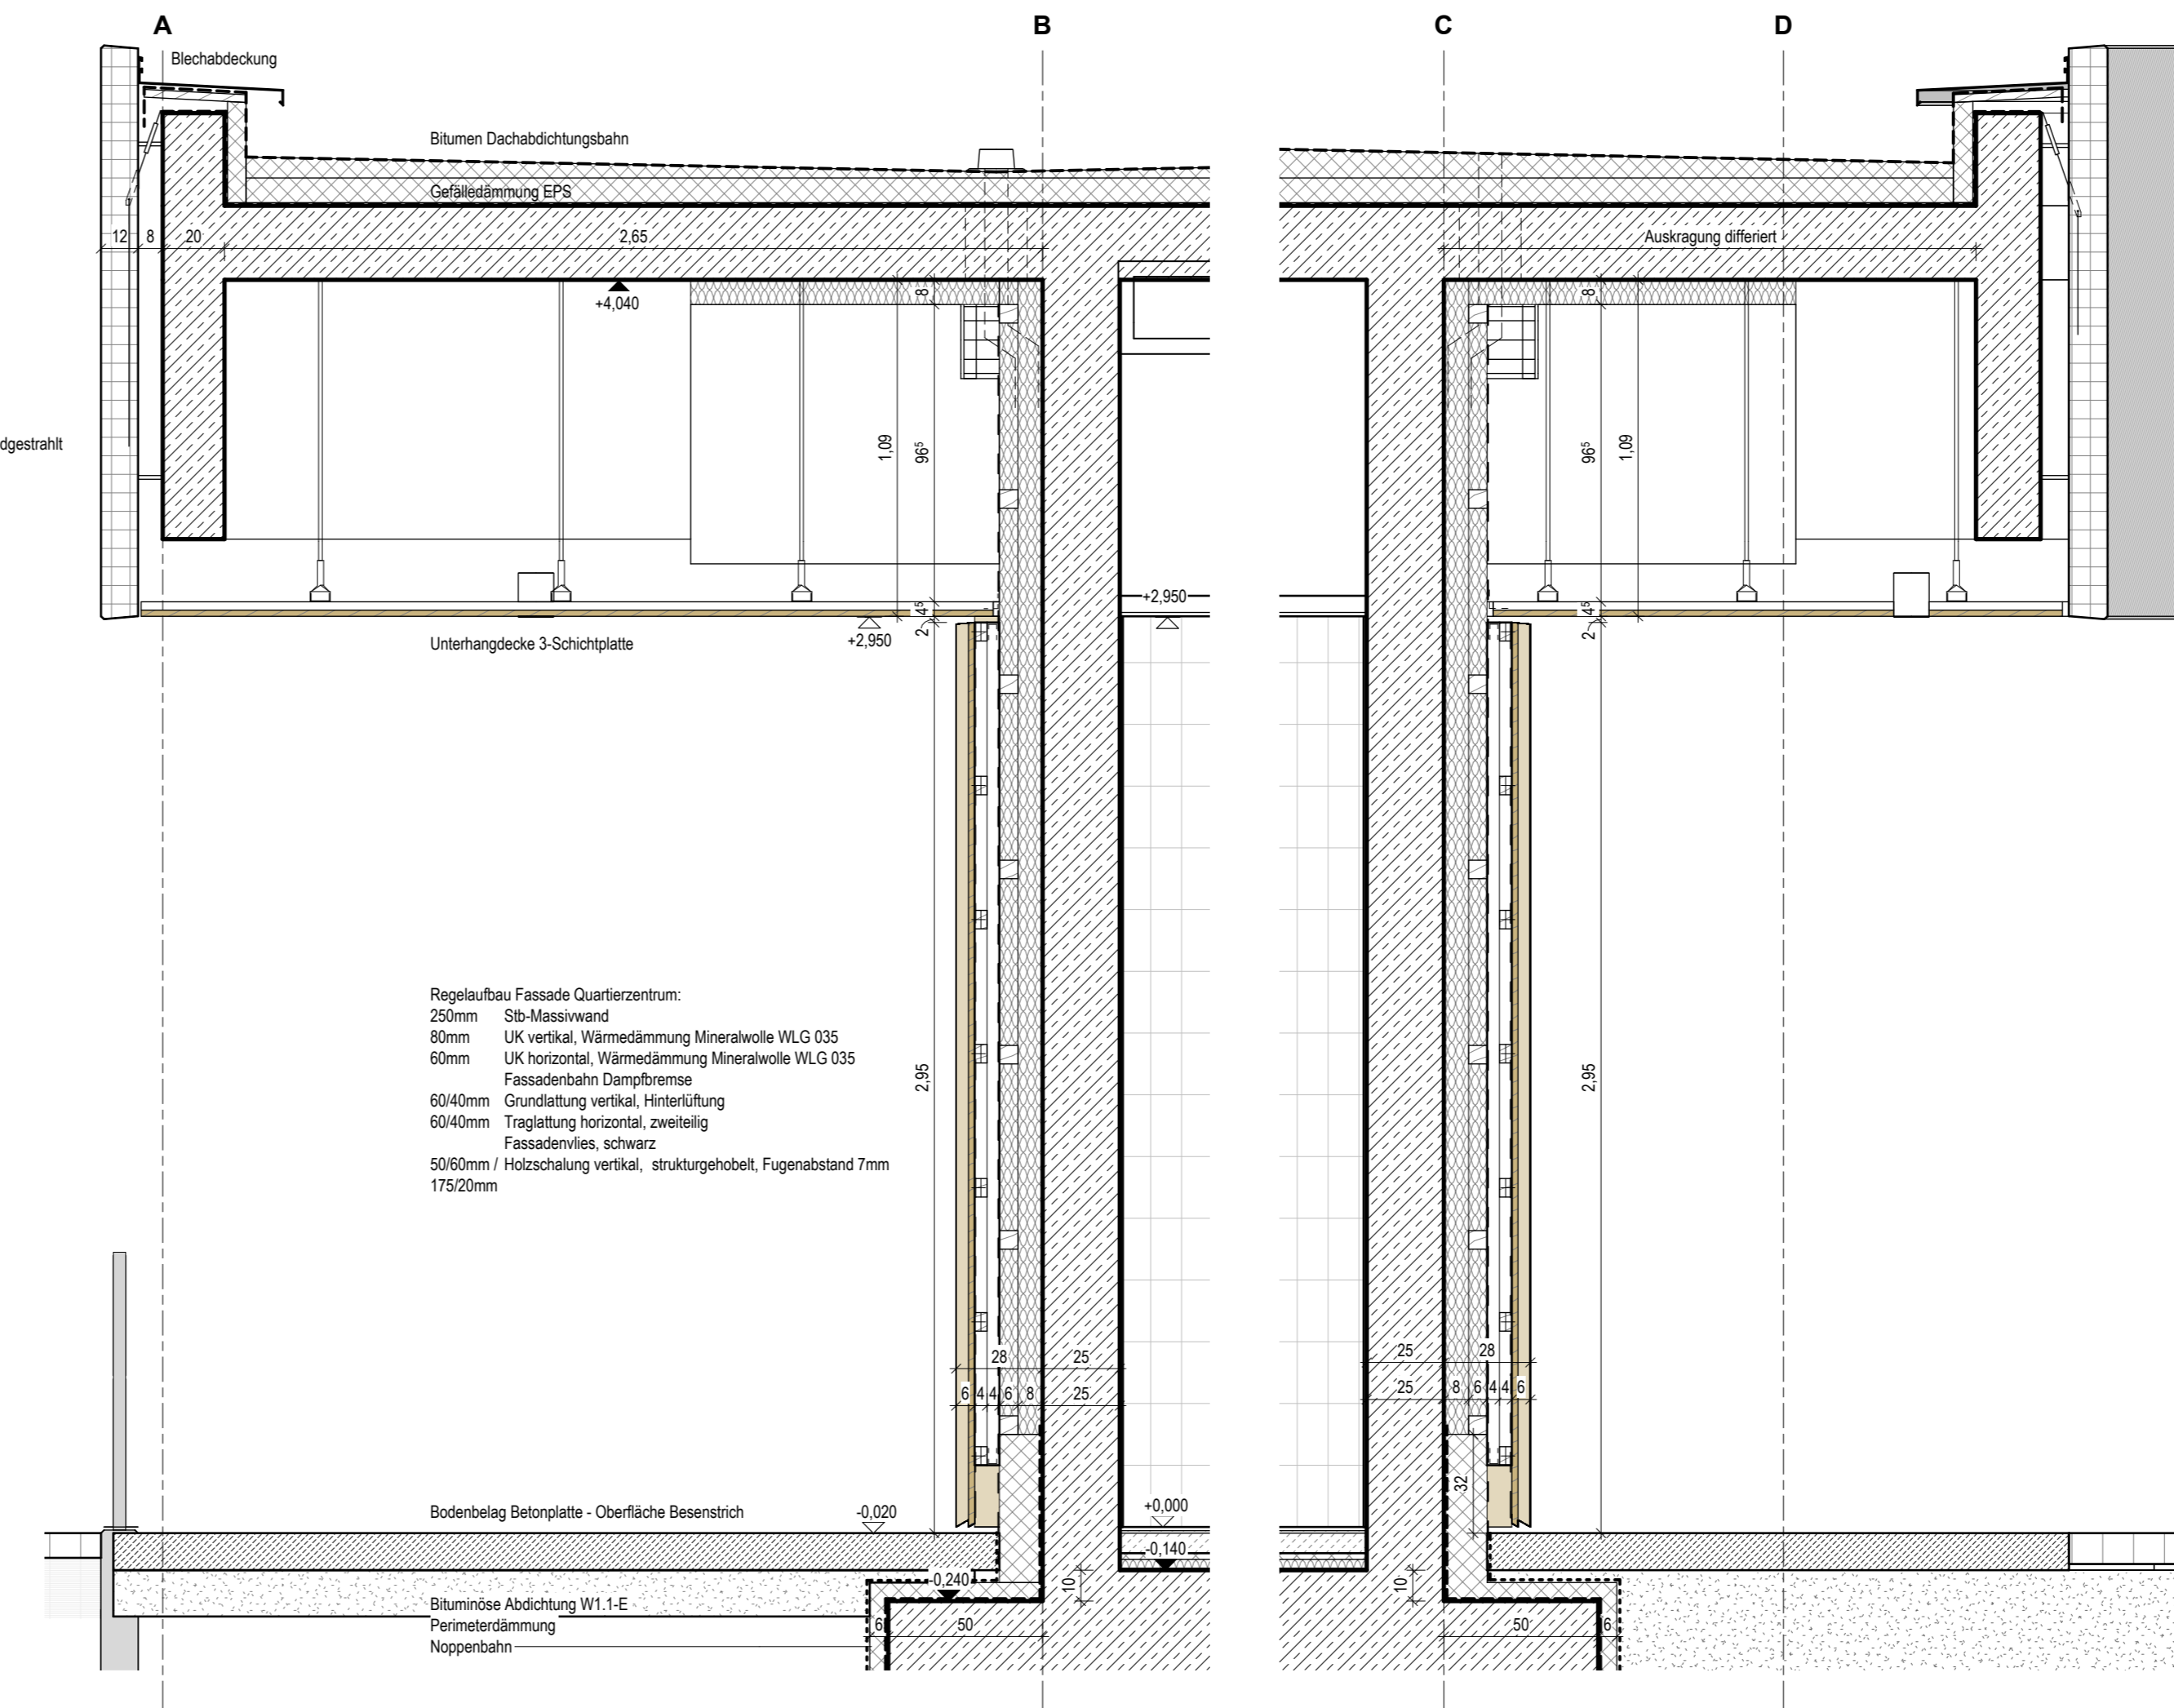 A
B
C
D
Blechabdeckung
Bitumen Dachabdichtungsbahn
Gefälledämmung EPS
12 8 20 2,65
Auskragung differiert
+4,040
8
8
1,09
96⁵
96⁵
1,09
dgestrahlt
+2,950
4⁵
2
4⁵
2
Unterhangdecke 3-Schichtplatte
+2,950
Regelaufbau Fassade Quartierzentrum:
250mm Stb-Massivwand
80mm UK vertikal, Wärmedämmung Mineralwolle WLG 035
60mm UK horizontal, Wärmedämmung Mineralwolle WLG 035
Fassadenbahn Dampfbremse
60/40mm Grundlattung vertikal, Hinterlüftung
60/40mm Traglattung horizontal, zweiteilig
Fassadenvlies, schwarz
50/60mm / Holzschalung vertikal, strukturgehobelt, Fugenabstand 7mm
175/20mm
2,95
2,95
28 25
25 28
6 4 4 6 8 25
25 8 6 4 4 6
32
Bodenbelag Betonplatte - Oberfläche Besenstrich
-0,020
+0,000
-0,140
-0,240
10
10
Bituminöse Abdichtung W1.1-E
Perimeterdämmung
Noppenbahn
6 50
50 6